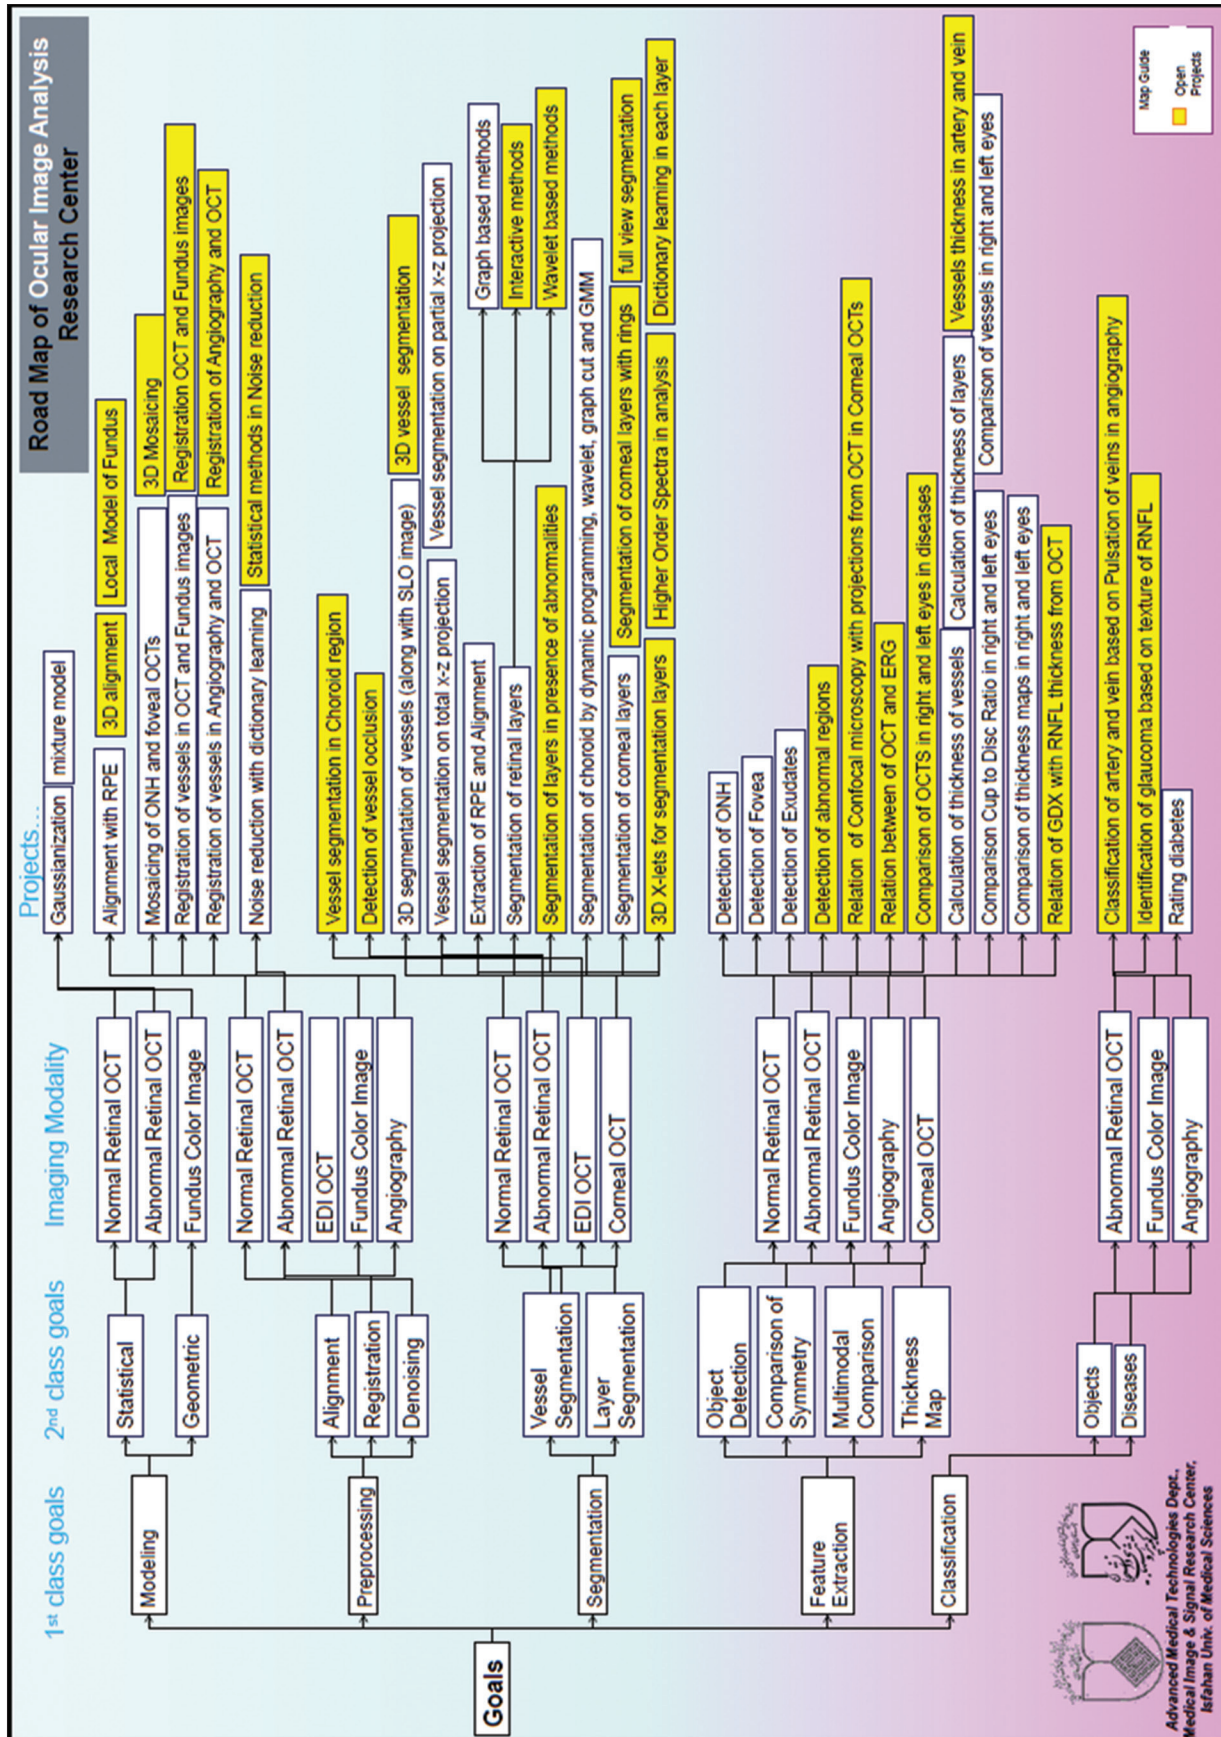 Road Map of Ocular Image Analysis
Research Center
1st class goals
2nd class goals
Imaging Modality
Projects...
Goals
Modeling
Statistical
Geometric
Normal Retinal OCT
Abnormal Retinal OCT
Fundus Color Image
Gaussianization
mixture model
Preprocessing
Alignment
Registration
Denoising
Normal Retinal OCT
Abnormal Retinal OCT
EDI OCT
Fundus Color Image
Angiography
Alignment with RPE
3D alignment
Local Model of Fundus
Mosaicing of ONH and foveal OCTs
3D Mosaicing
Registration of vessels in OCT and Fundus images
Registration OCT and Fundus images
Registration of vessels in Angiography and OCT
Registration of Angiography and OCT
Noise reduction with dictionary learning
Statistical methods in Noise reduction
Segmentation
Vessel
Segmentation
Layer
Segmentation
Normal Retinal OCT
Abnormal Retinal OCT
EDI OCT
Corneal OCT
Vessel segmentation in Choroid region
Detection of vessel occlusion
3D segmentation of vessels (along with SLO image)
3D vessel segmentation
Vessel segmentation on total x-z projection
Vessel segmentation on partial x-z projection
Extraction of RPE and Alignment
Segmentation of retinal layers
Graph based methods
Interactive methods
Wavelet based methods
Segmentation of layers in presence of abnormalities
Segmentation of choroid by dynamic programming, wavelet, graph cut and GMM
Segmentation of corneal layers
Segmentation of corneal layers with rings
full view segmentation
3D X-lets for segmentation layers
Higher Order Spectra in analysis
Dictionary learning in each layer
Feature
Extraction
Object
Detection
Comparison of
Symmetry
Multimodal
Comparison
Thickness
Map
Normal Retinal OCT
Abnormal Retinal OCT
Fundus Color Image
Angiography
Corneal OCT
Detection of ONH
Detection of Fovea
Detection of Exudates
Detection of abnormal regions
Relation of Confocal microscopy with projections from OCT in Corneal OCTs
Relation between of OCT and ERG
Comparison of OCTS in right and left eyes in diseases
Calculation of thickness of vessels
Calculation of thickness of layers
Vessels thickness in artery and vein
Comparison Cup to Disc Ratio in right and left eyes
Comparison of vessels in right and left eyes
Comparison of thickness maps in right and left eyes
Relation of GDX with RNFL thickness from OCT
Classification
Objects
Diseases
Abnormal Retinal OCT
Fundus Color Image
Angiography
Classification of artery and vein based on Pulsation of veins in angiography
Identification of glaucoma based on texture of RNFL
Rating diabetes
Map Guide
Open
Projects
Advanced Medical Technologies Dept.,
Medical Image & Signal Research Center,
Isfahan Univ. of Medical Sciences